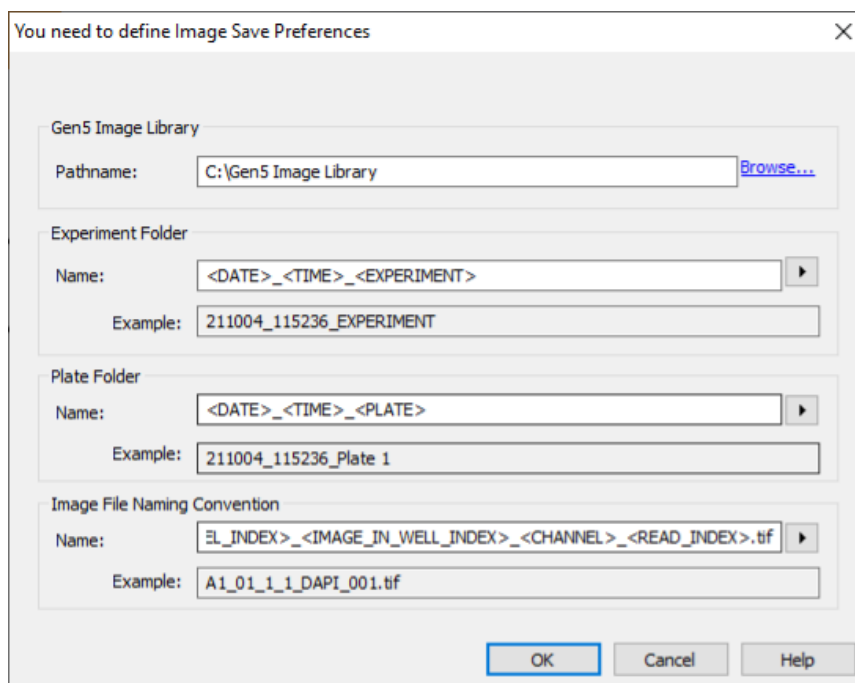 You need to define Image Save Preferences
Gen5 Image Library
Pathname: C:\Gen5 Image Library Browse...
Experiment Folder
Name: <DATE>_<TIME>_<EXPERIMENT>
Example: 211004_115236_EXPERIMENT
Plate Folder
Name: <DATE>_<TIME>_<PLATE>
Example: 211004_115236_Plate 1
Image File Naming Convention
Name: EL_INDEX>_<IMAGE_IN_WELL_INDEX>_<CHANNEL>_<READ_INDEX>.tif
Example: A1_01_1_1_DAPI_001.tif
OK Cancel Help